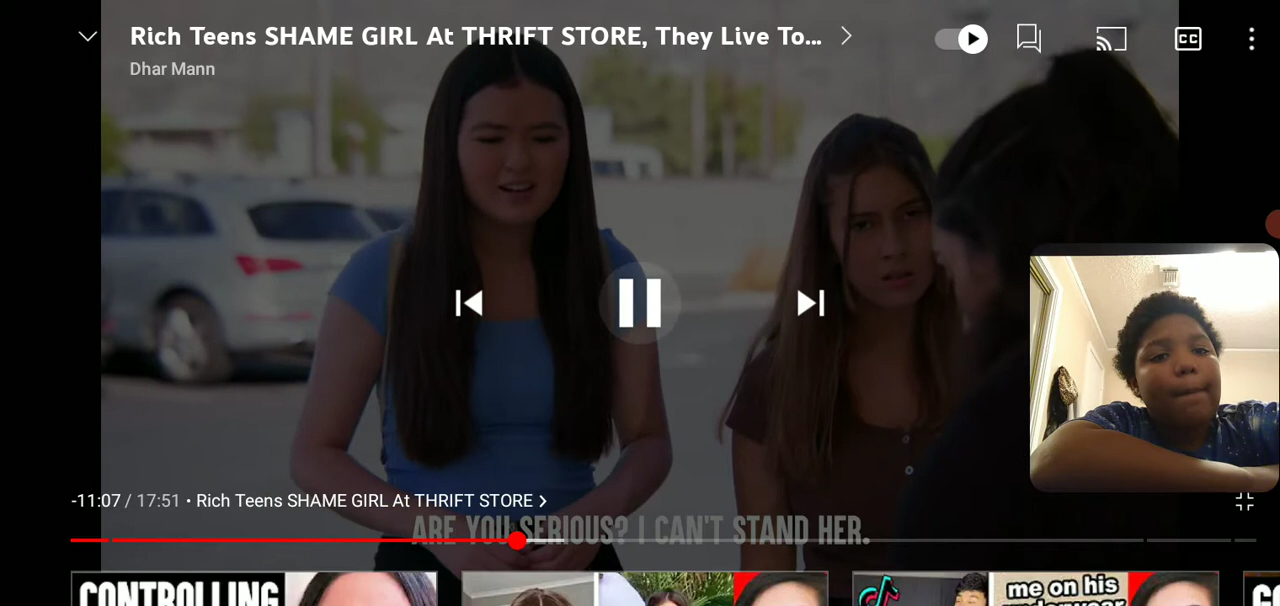 Rich Teens SHAME GIRL At THRIFT STORE, They Live To...
Dhar Mann
CC
-11:07 / 17:51 • Rich Teens SHAME GIRL At THRIFT STORE
ARE YOU SERIOUS? I CAN'T STAND HER.
CONTROLLING
me on his